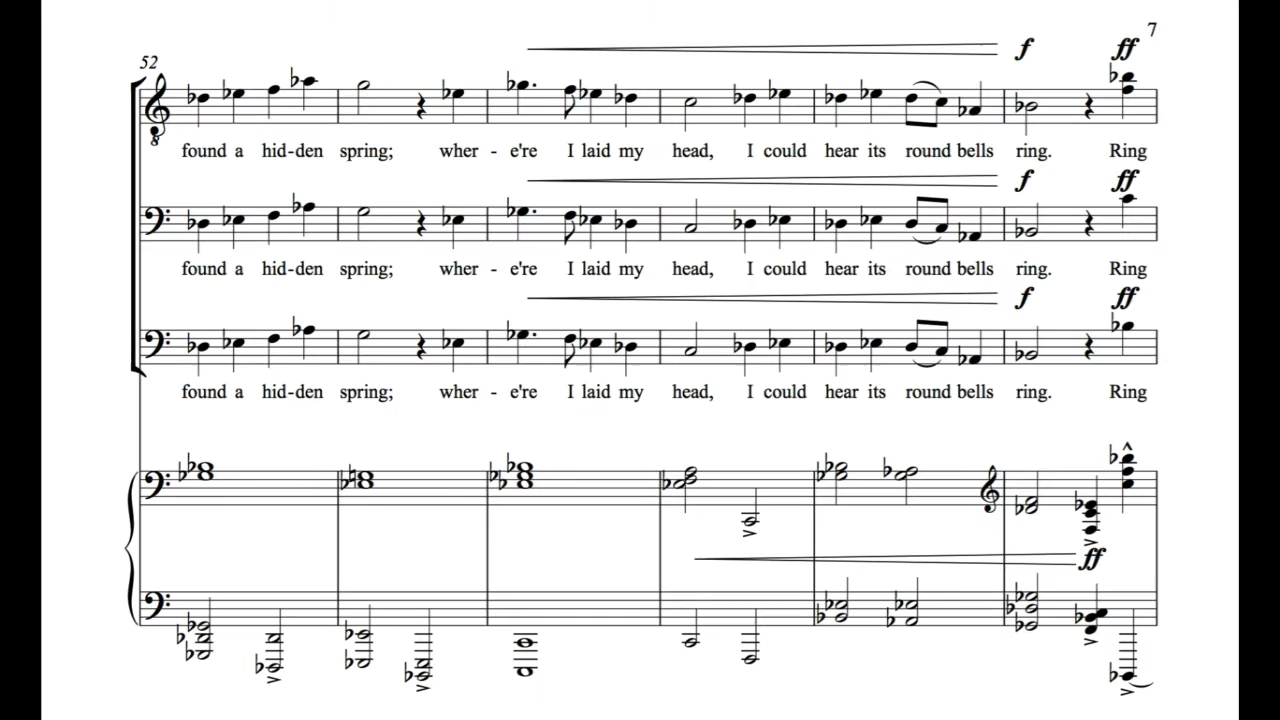 7
52
f ff
found a hid-den spring; wher - e're I laid my head, I could hear its round bells ring. Ring
f ff
found a hid-den spring; wher - e're I laid my head, I could hear its round bells ring. Ring
f ff
found a hid-den spring; wher - e're I laid my head, I could hear its round bells ring. Ring
8
ff